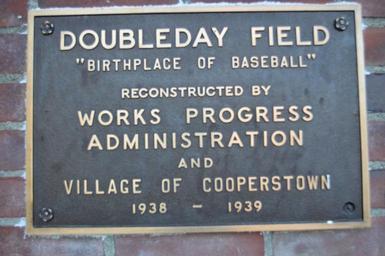 DOUBLEDAY FIELD
"BIRTHPLACE OF BASEBALL"
RECONSTRUCTED BY
WORKS PROGRESS
ADMINISTRATION
AND
VILLAGE OF COOPERSTOWN
1938 - 1939